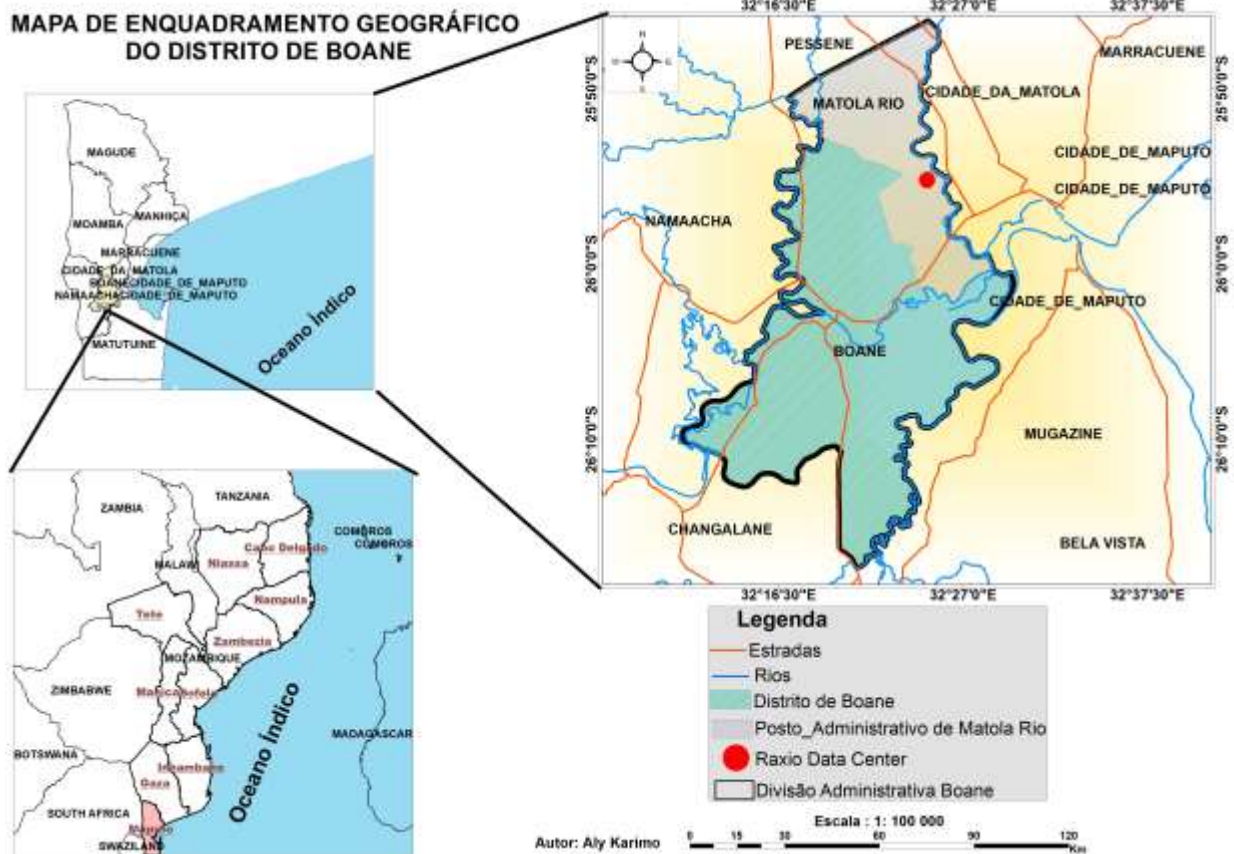 MAPA DE ENQUADRAMENTO GEOGRÁFICO
DO DISTRITO DE BOANE
MAGUDE
MANHIÇA
MOAMBA
MARRACUENE
CIDADE_DA_MATOLA
BOANECIDADE_DE_MAPUTO
NAMAACHACIDADE_DE_MAPUTO
MATUTUINE
Oceano Índico
32°16'30"E
32°27'0"E
32°37'30"E
25°50'0"S
26°0'0"S
26°10'0"S
N
E
S
PESSENE
MARRACUENE
MATOLA RIO
CIDADE_DA_MATOLA
CIDADE_DE_MAPUTO
CIDADE_DE_MAPUTO
NAMAACHA
CIDADE_DE_MAPUTO
BOANE
MUGAZINE
CHANGALANE
BELA VISTA
25°50'0"S
26°0'0"S
26°10'0"S
32°16'30"E
32°27'0"E
32°37'30"E
TANZANIA
ZAMBIA
COMOROS
COMOROS
Cabo Delgado
Niassa
MALAWI
Nampula
Tete
Zambezia
MOZAMBIQUE
ZIMBABWE
Manica
Sofala
MADAGASCAR
BOTSWANA
Inhambane
Gaza
Oceano Índico
SOUTH AFRICA
Maputo
SWAZILAND
Legenda
Estradas
Rios
Distrito de Boane
Posto_Administrativo de Matola Rio
Raxio Data Center
Divisão Administrativa Boane
Escala : 1: 100 000
Autor: Aly Karimo
0 15 30 60 90 120
Km